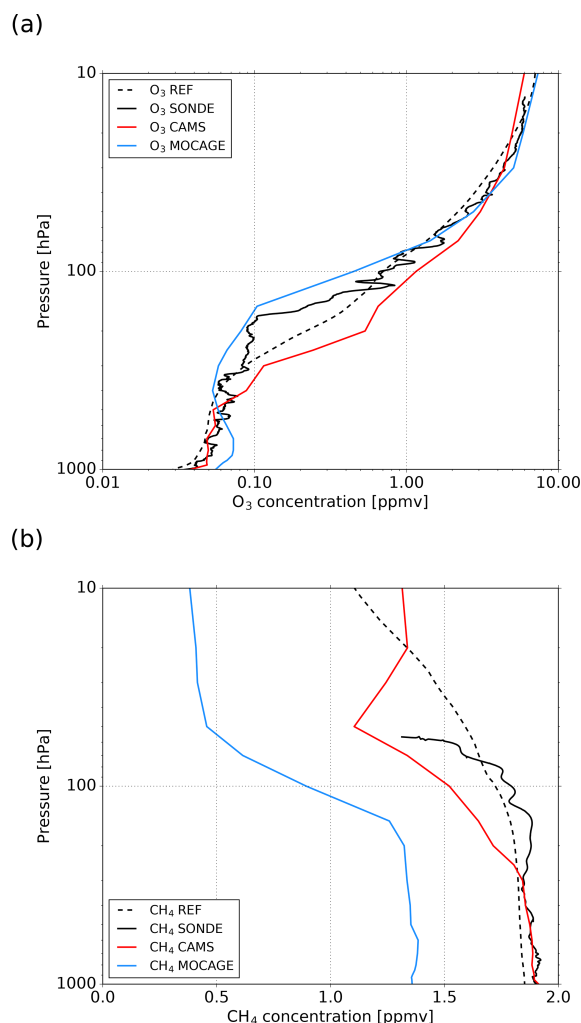 (a)
10
100
1000
Pressure [hPa]
O₃ REF
O₃ SONDE
O₃ CAMS
O₃ MOCAGE
0.01 0.10 1.00 10.00
O₃ concentration [ppmv]
(b)
10
100
1000
Pressure [hPa]
CH₄ REF
CH₄ SONDE
CH₄ CAMS
CH₄ MOCAGE
0.0 0.5 1.0 1.5 2.0
CH₄ concentration [ppmv]